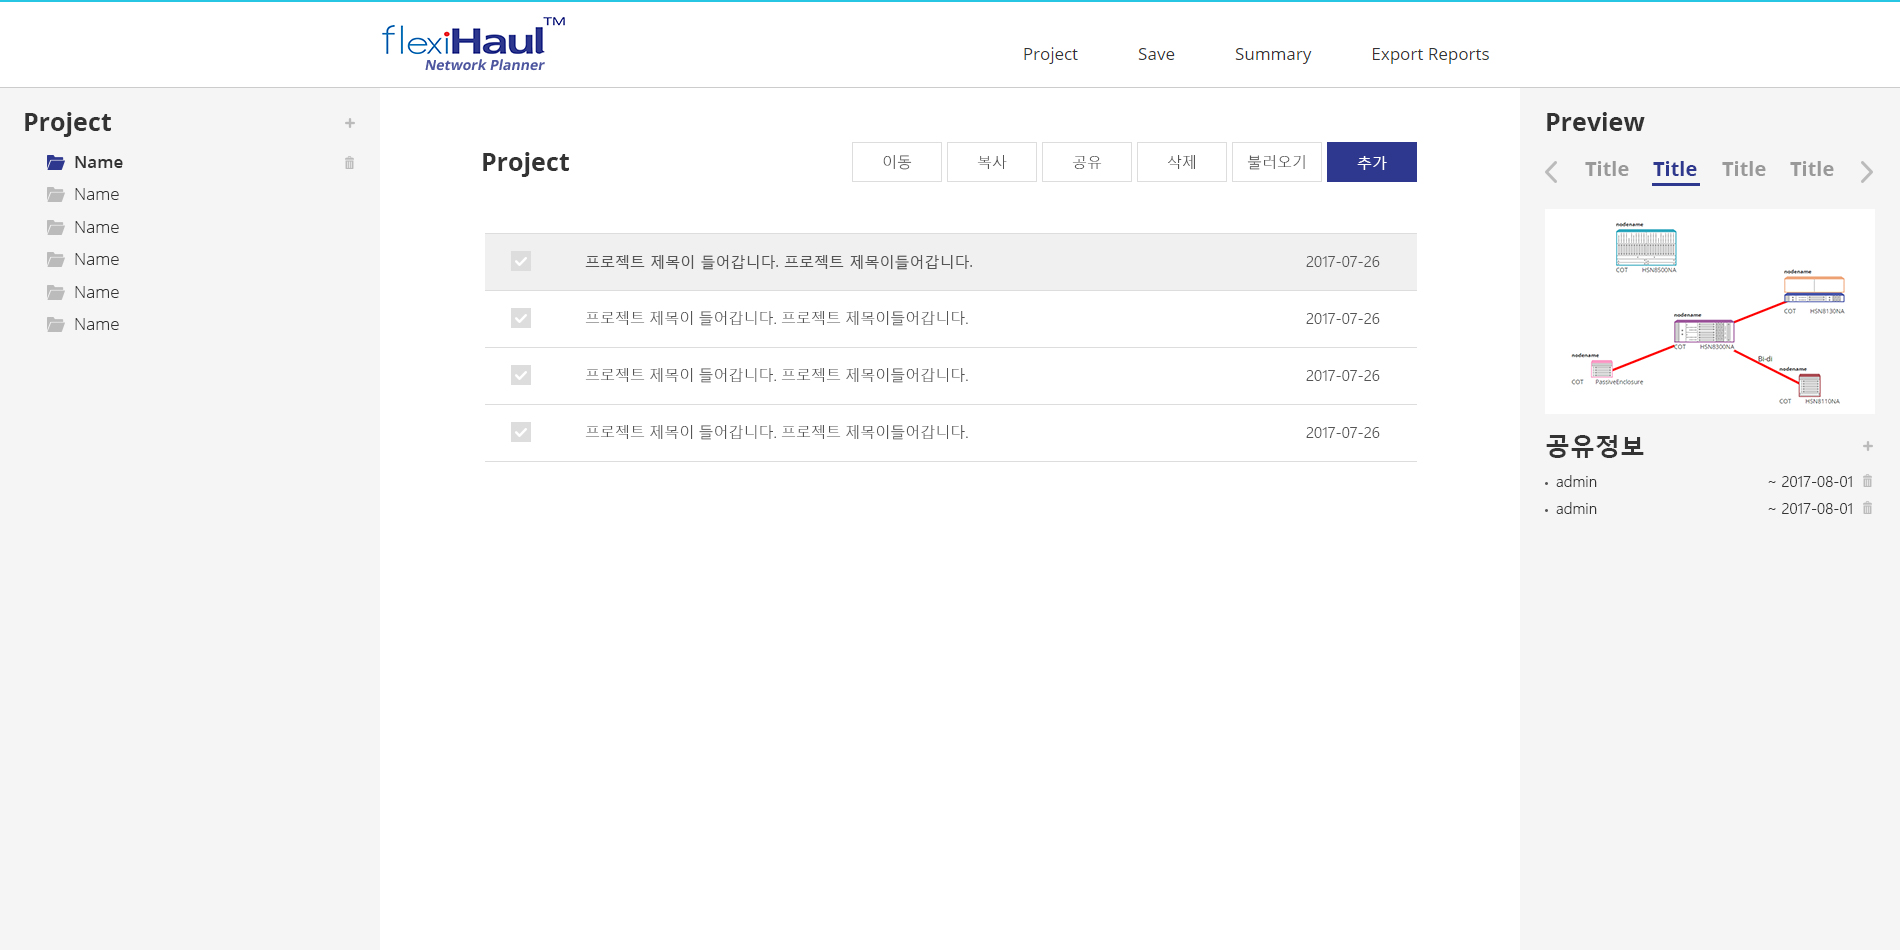 flexiHaul™
Network Planner
Project Save Summary Export Reports
Project +
Name
Name
Name
Name
Name
Name
Project
이동 복사 공유 삭제 불러오기 추가
프로젝트 제목이 들어갑니다. 프로젝트 제목이들어갑니다. 2017-07-26
프로젝트 제목이 들어갑니다. 프로젝트 제목이들어갑니다. 2017-07-26
프로젝트 제목이 들어갑니다. 프로젝트 제목이들어갑니다. 2017-07-26
프로젝트 제목이 들어갑니다. 프로젝트 제목이들어갑니다. 2017-07-26
Preview
Title Title Title Title
nodename
COT HSN8500NA
nodename
COT HSN8130NA
nodename
COT HSN8300NA
nodename
COT PassiveEnclosure
Bi-di
nodename
COT HSN8110NA
공유정보 +
• admin ~ 2017-08-01
• admin ~ 2017-08-01